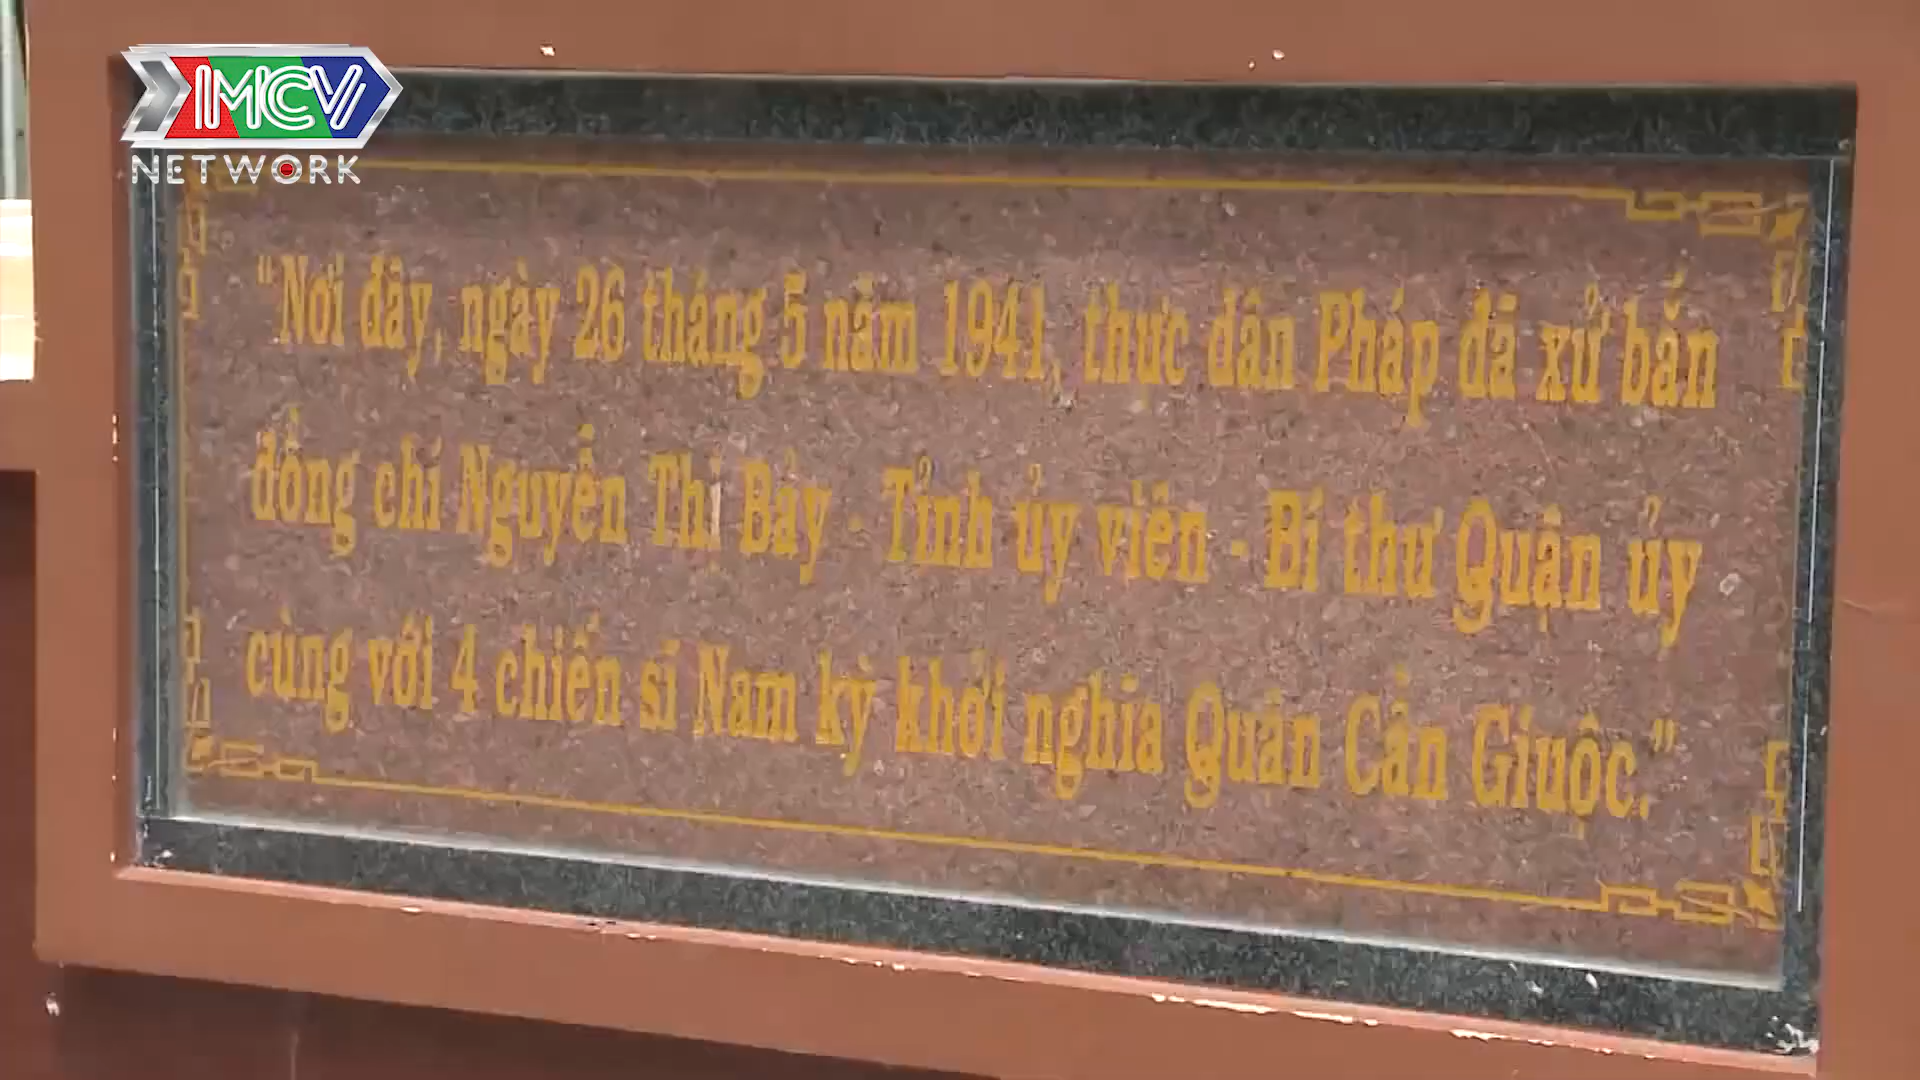 MCV
NETWORK
"Nơi đây, ngày 26 tháng 5 năm 1941, thực dân Pháp đã xử bắn
đồng chí Nguyễn Thị Bảy - Tỉnh ủy viên - Bí thư Quận ủy
cùng với 4 chiến sĩ Nam kỳ khởi nghĩa Quận Cần Giuộc."